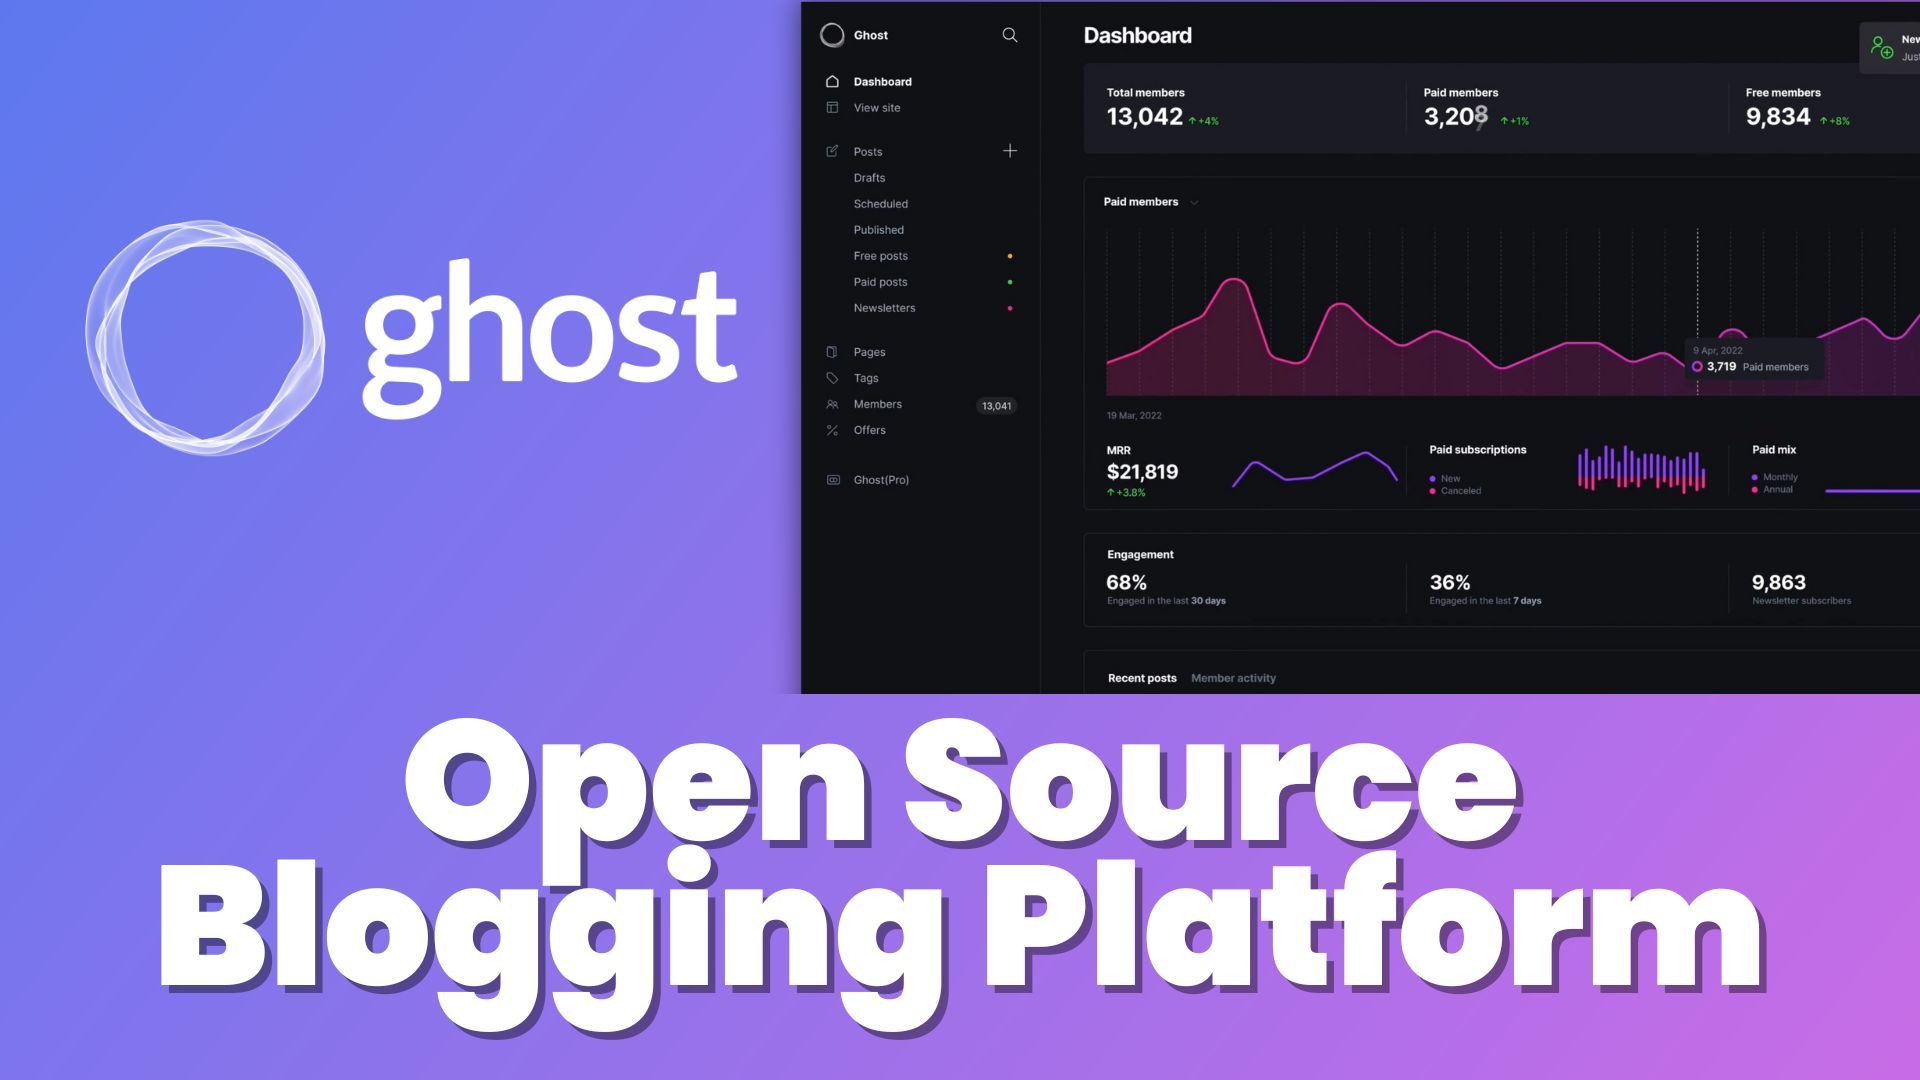 ghost
Ghost
Dashboard
View site
Posts
Drafts
Scheduled
Published
Free posts
Paid posts
Newsletters
Pages
Tags
Members 13,041
Offers
Ghost(Pro)
Dashboard
Total members
13,042 +4%
Paid members
3,208 +1%
Free members
9,834 +8%
Paid members
9 Apr, 2022
3,719 Paid members
19 Mar, 2022
MRR
$21,819
+3.8%
Paid subscriptions
New
Canceled
Paid mix
Monthly
Annual
Engagement
68%
Engaged in the last 30 days
36%
Engaged in the last 7 days
9,863
Newsletter subscribers
Recent posts Member activity
Open Source
Blogging Platform